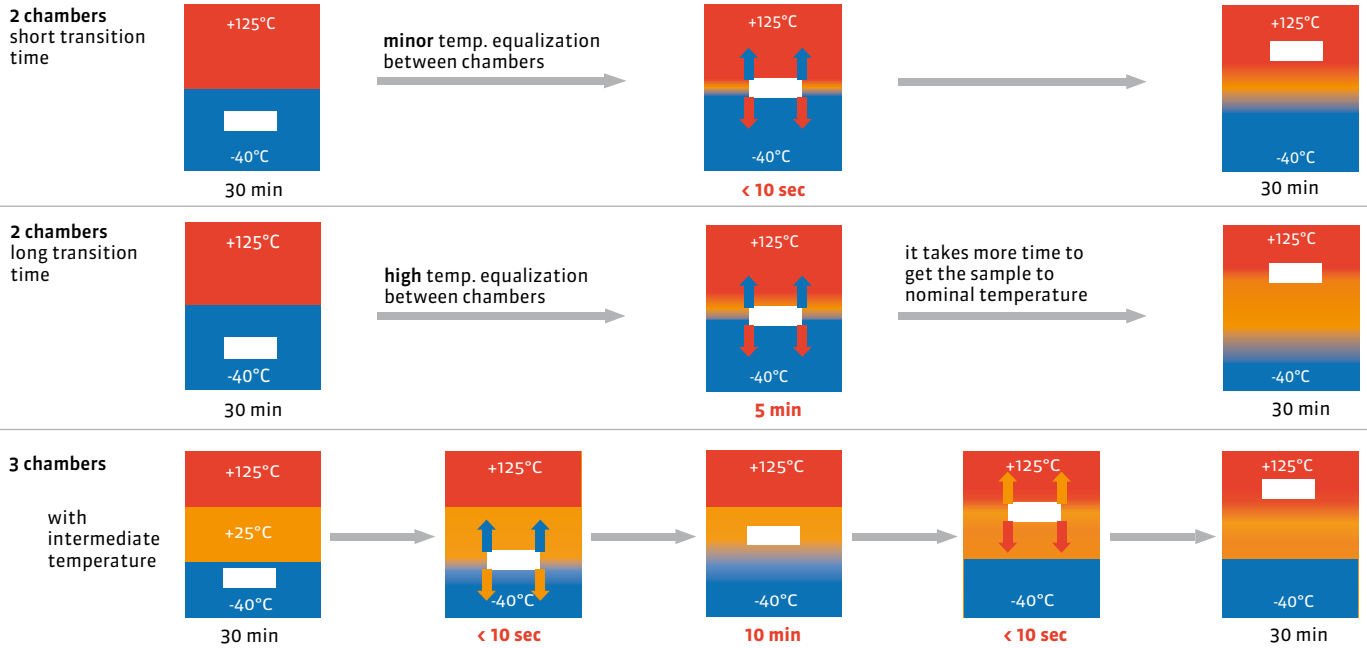 2 chambers
short transition
time
+125°C
-40°C
30 min
minor temp. equalization
between chambers
+125°C
-40°C
< 10 sec
+125°C
-40°C
30 min
2 chambers
long transition
time
+125°C
-40°C
30 min
high temp. equalization
between chambers
+125°C
-40°C
5 min
it takes more time to
get the sample to
nominal temperature
+125°C
-40°C
30 min
3 chambers
with
intermediate
temperature
+125°C
+25°C
-40°C
30 min
+125°C
-40°C
< 10 sec
+125°C
-40°C
10 min
+125°C
-40°C
< 10 sec
+125°C
-40°C
30 min